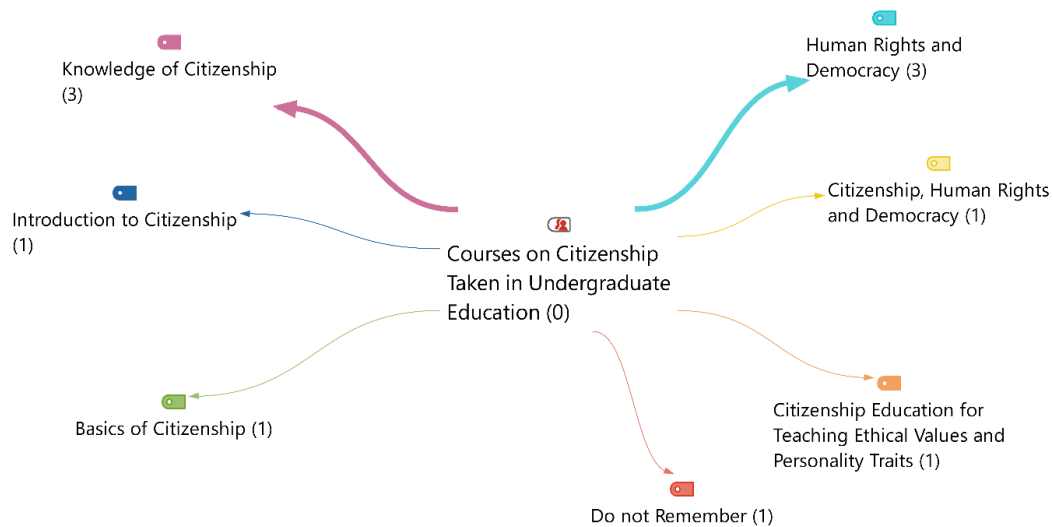 Knowledge of Citizenship
(3)
Human Rights and
Democracy (3)
Introduction to Citizenship
(1)
Citizenship, Human Rights
and Democracy (1)
Courses on Citizenship
Taken in Undergraduate
Education (0)
Basics of Citizenship (1)
Citizenship Education for
Teaching Ethical Values and
Personality Traits (1)
Do not Remember (1)